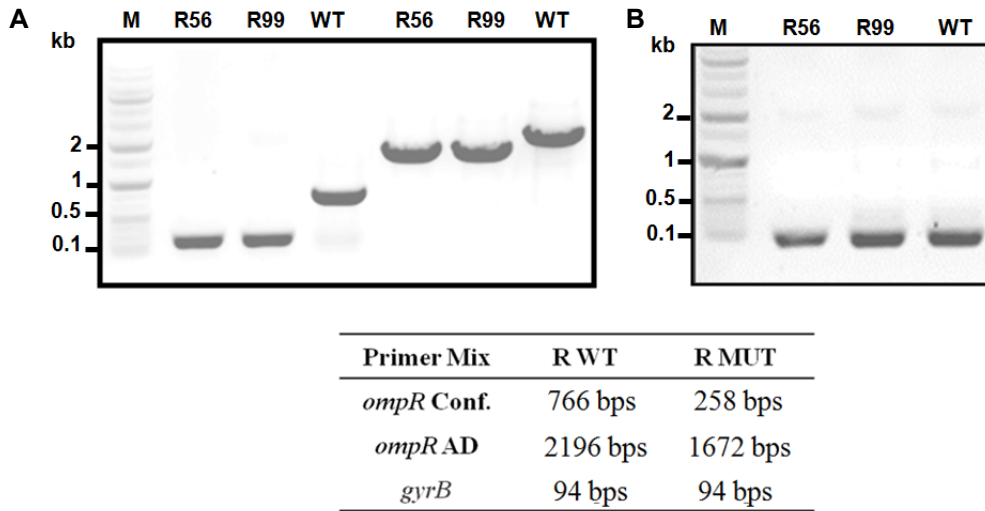 A
B
M R56 R99 WT R56 R99 WT
kb
2
1
0.5
0.1
M R56 R99 WT
kb
2
1
0.5
0.1
Primer Mix R WT R MUT
ompR Conf. 766 bps 258 bps
ompR AD 2196 bps 1672 bps
gyrB 94 bps 94 bps